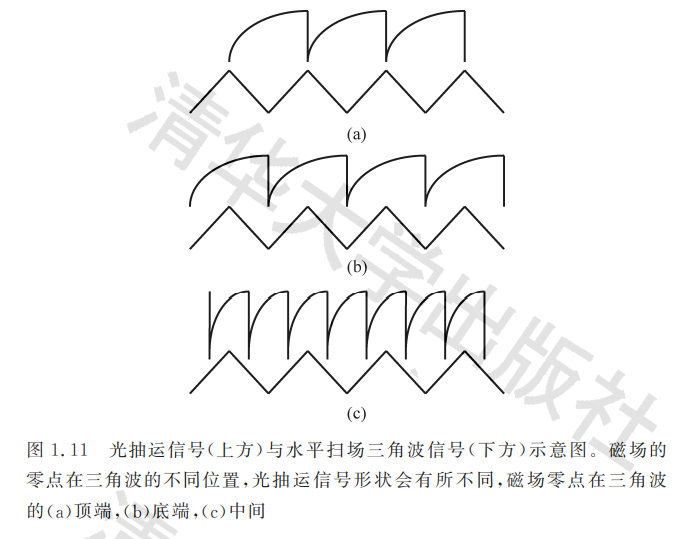 (a)
(b)
(c)
图 1.11 光抽运信号(上方)与水平扫场三角波信号(下方)示意图。磁场的
零点在三角波的不同位置,光抽运信号形状会有所不同,磁场零点在三角波
的(a)顶端,(b)底端,(c)中间
清华大学出版社
清